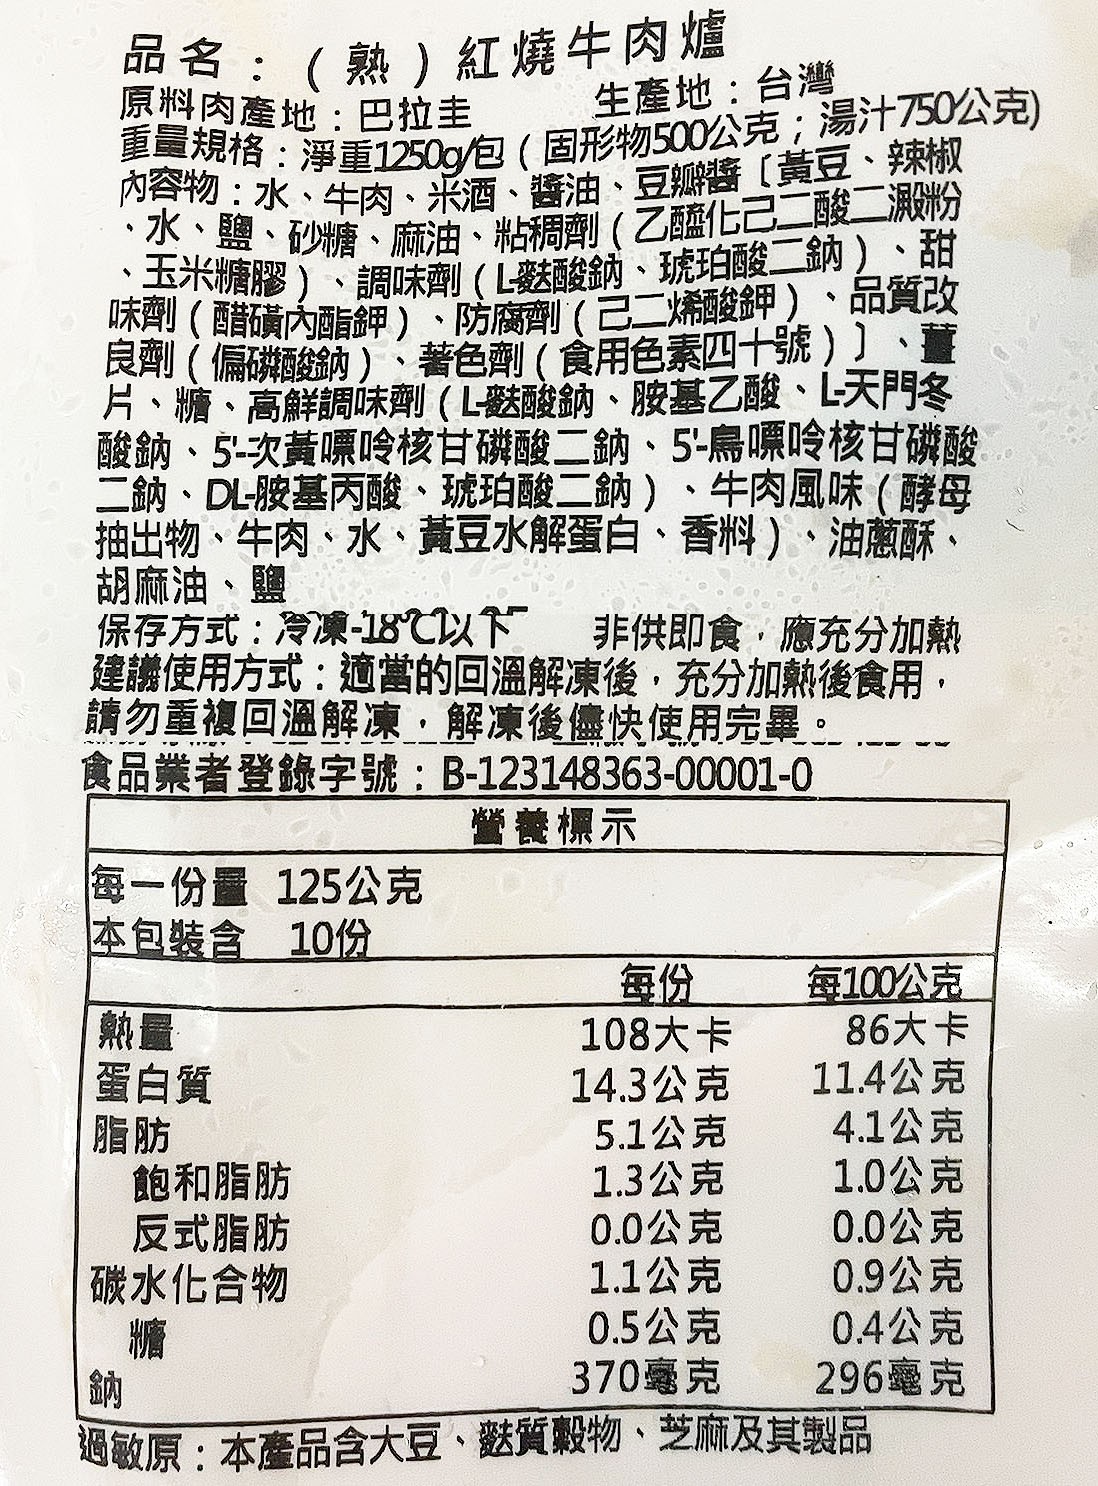 品名：（熟）紅燒牛肉爐
原料肉產地：巴拉圭 生產地：台灣
重量規格：淨重1250g/包（固形物500公克；湯汁750公克)
內容物：水、牛肉、米酒、醬油、豆瓣醬〔黃豆、辣椒
、水、鹽、砂糖、麻油、粘稠劑（乙醯化己二酸二澱粉
、玉米糖膠）、調味劑（L-麩酸鈉、琥珀酸二鈉）、甜
味劑（醋磺內酯鉀）、防腐劑（己二烯酸鉀）、品質改
良劑（偏磷酸鈉）、著色劑（食用色素四十號）〕、薑
片、糖、高鮮調味劑（L-麩酸鈉、胺基乙酸、L-天門冬
酸鈉、5'-次黃嘌呤核甘磷酸二鈉、5'-鳥嘌呤核甘磷酸
二鈉、DL-胺基丙酸、琥珀酸二鈉）、牛肉風味（酵母
抽出物、牛肉、水、黃豆水解蛋白、香料）、油蔥酥、
胡麻油、鹽
保存方式：冷凍-18℃以下 非供即食，應充分加熱
建議使用方式：適當的回溫解凍後，充分加熱後食用，
請勿重複回溫解凍，解凍後儘快使用完畢。
食品業者登錄字號：B-123148363-00001-0
營養標示
每一份量 125公克
本包裝含 10份
每份 每100公克
熱量 108大卡 86大卡
蛋白質 14.3公克 11.4公克
脂肪 5.1公克 4.1公克
飽和脂肪 1.3公克 1.0公克
反式脂肪 0.0公克 0.0公克
碳水化合物 1.1公克 0.9公克
糖 0.5公克 0.4公克
鈉 370毫克 296毫克
過敏原：本產品含大豆、麩質穀物、芝麻及其製品